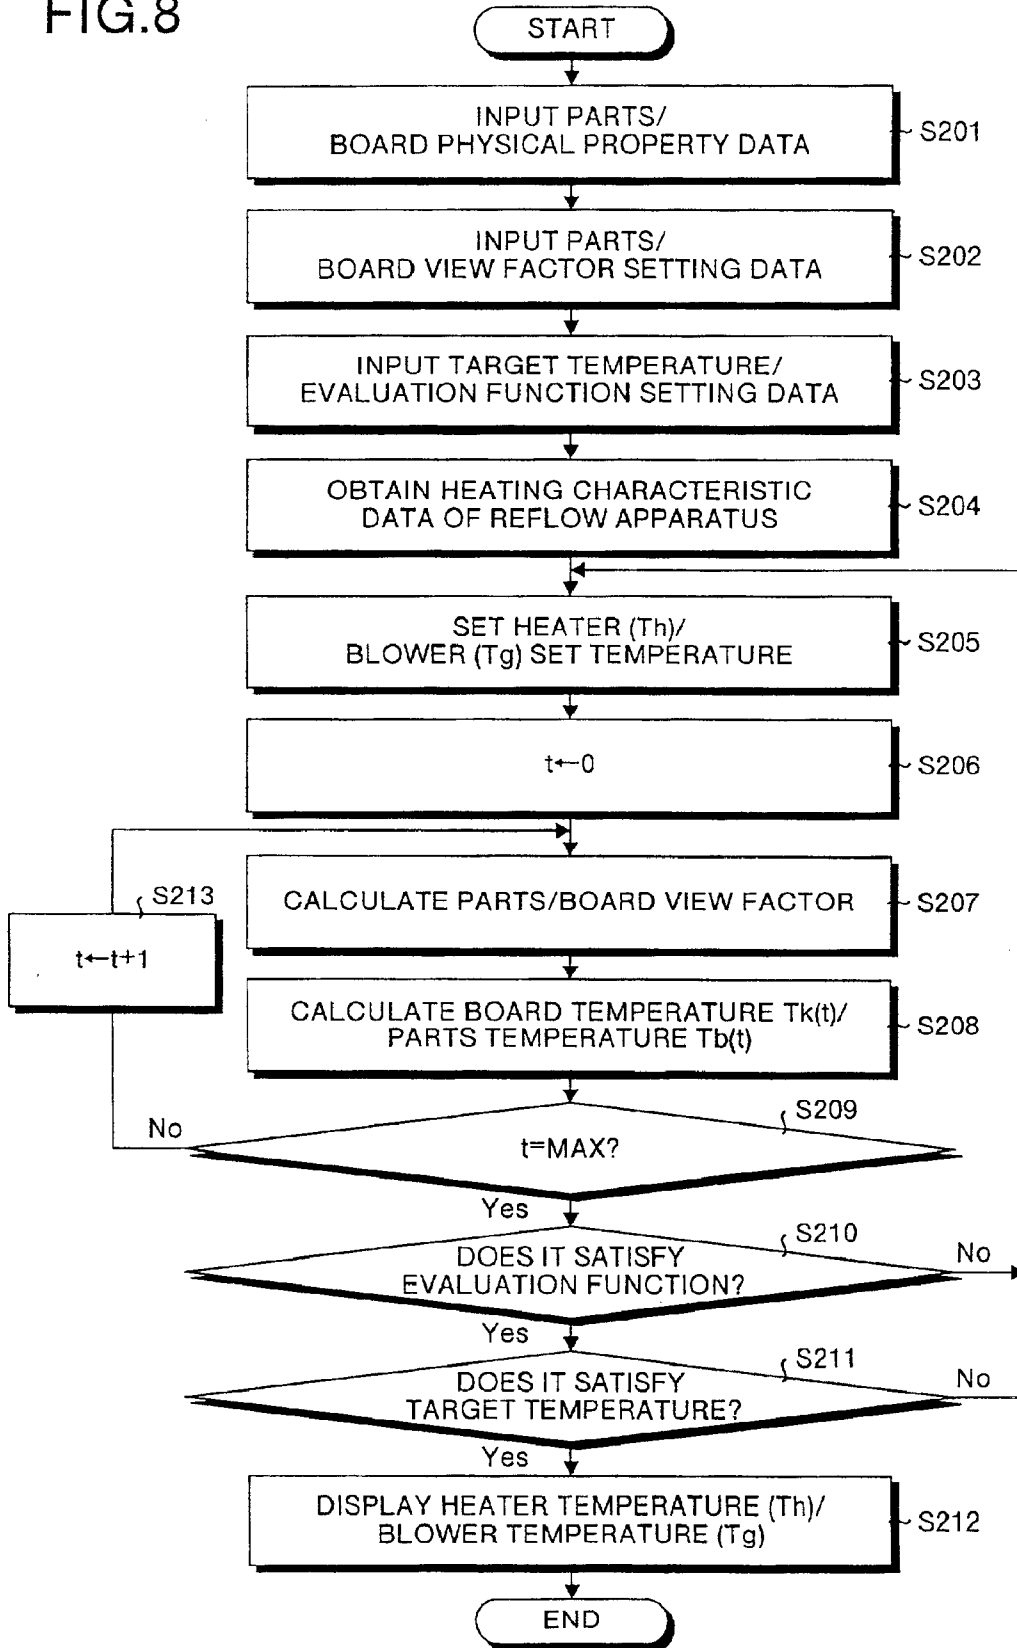 FIG.8
START
INPUT PARTS/
BOARD PHYSICAL PROPERTY DATA
S201
INPUT PARTS/
BOARD VIEW FACTOR SETTING DATA
S202
INPUT TARGET TEMPERATURE/
EVALUATION FUNCTION SETTING DATA
S203
OBTAIN HEATING CHARACTERISTIC
DATA OF REFLOW APPARATUS
S204
SET HEATER (Th)/
BLOWER (Tg) SET TEMPERATURE
S205
t←0
S206
S213
t←t+1
CALCULATE PARTS/BOARD VIEW FACTOR
S207
CALCULATE BOARD TEMPERATURE Tk(t)/
PARTS TEMPERATURE Tb(t)
S208
S209
No
t=MAX?
Yes
S210
DOES IT SATISFY
EVALUATION FUNCTION?
No
Yes
S211
DOES IT SATISFY
TARGET TEMPERATURE?
No
Yes
DISPLAY HEATER TEMPERATURE (Th)/
BLOWER TEMPERATURE (Tg)
S212
END